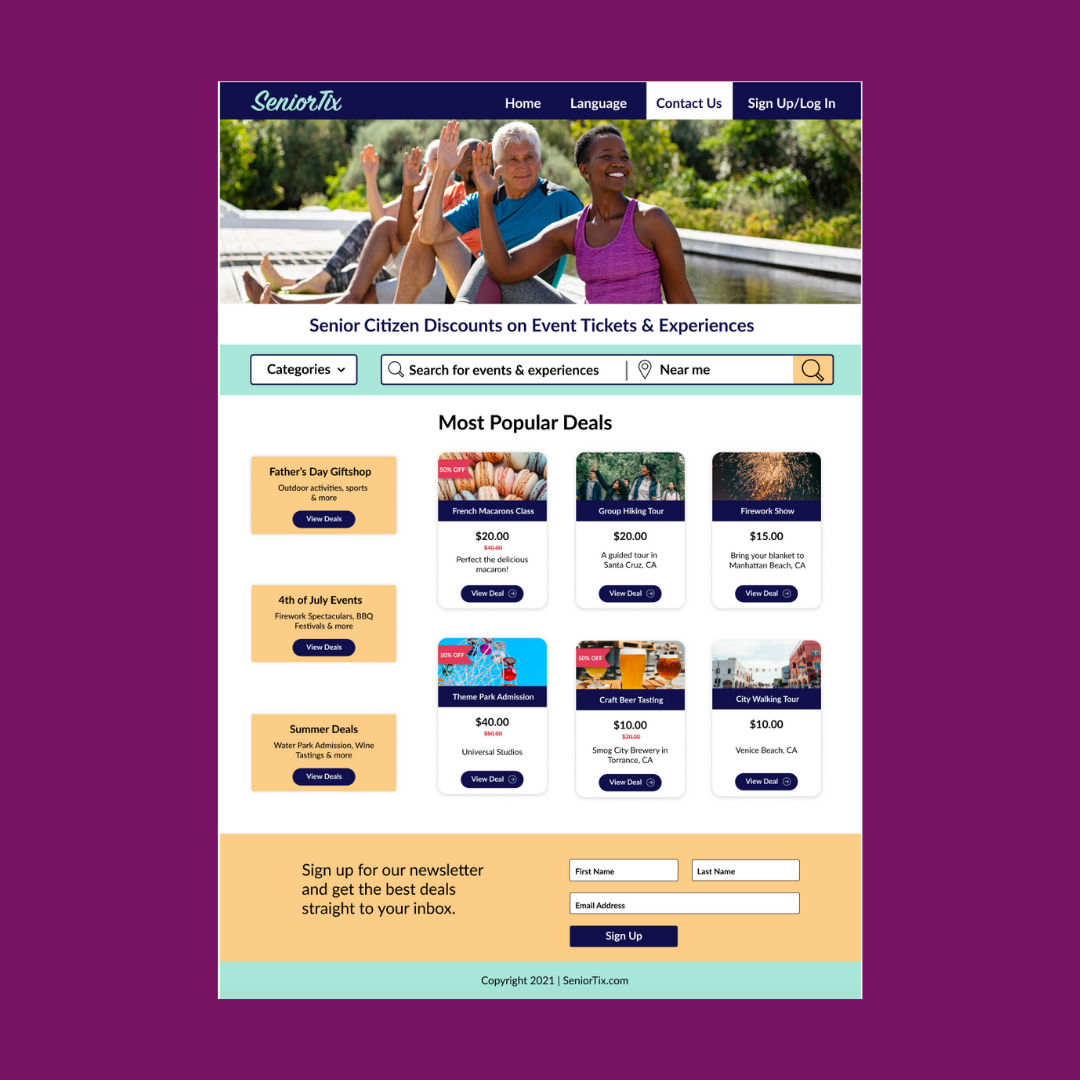 SeniorTix
Home Language Contact Us Sign Up/Log In
Senior Citizen Discounts on Event Tickets & Experiences
Categories
Search for events & experiences | Near me
Most Popular Deals
Father's Day Giftshop
Outdoor activities, sports
& more
View Deals
4th of July Events
Firework Spectaculars, BBQ
Festivals & more
View Deals
Summer Deals
Water Park Admission, Wine
Tastings & more
View Deals
50% OFF
French Macarons Class
$20.00
$40.00
Perfect the delicious
macaron!
View Deal
Group Hiking Tour
$20.00
A guided tour in
Santa Cruz, CA
View Deal
Firework Show
$15.00
Bring your blanket to
Manhattan Beach, CA
View Deal
50% OFF
Theme Park Admission
$40.00
$80.00
Universal Studios
View Deal
50% OFF
Craft Beer Tasting
$10.00
$20.00
Smog City Brewery in
Torrance, CA
View Deal
VENICE
City Walking Tour
$10.00
Venice Beach, CA
View Deal
Sign up for our newsletter
and get the best deals
straight to your inbox.
First Name
Last Name
Email Address
Sign Up
Copyright 2021 | SeniorTix.com